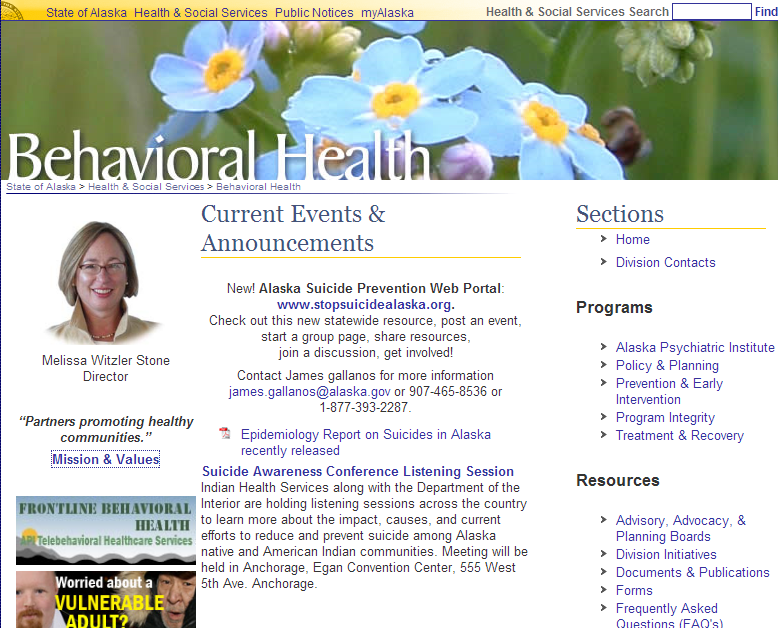 State of Alaska Health & Social Services Public Notices myAlaska
Health & Social Services Search Find
Behavioral Health
State of Alaska > Health & Social Services > Behavioral Health
Melissa Witzler Stone
Director
“Partners promoting healthy
communities.”
Mission & Values
FRONTLINE BEHAVIORAL
HEALTH
API Telebehavioral Healthcare Services
Worried about a
VULNERABLE
ADULT?
Current Events &
Announcements
New! Alaska Suicide Prevention Web Portal:
www.stopsuicidealaska.org.
Check out this new statewide resource, post an event,
start a group page, share resources,
join a discussion, get involved!
Contact James gallanos for more information
james.gallanos@alaska.gov or 907-465-8536 or
1-877-393-2287.
Epidemiology Report on Suicides in Alaska
recently released
Suicide Awareness Conference Listening Session
Indian Health Services along with the Department of the
Interior are holding listening sessions across the country
to learn more about the impact, causes, and current
efforts to reduce and prevent suicide among Alaska
native and American Indian communities. Meeting will be
held in Anchorage, Egan Convention Center, 555 West
5th Ave. Anchorage.
Sections
Home
Division Contacts
Programs
Alaska Psychiatric Institute
Policy & Planning
Prevention & Early
Intervention
Program Integrity
Treatment & Recovery
Resources
Advisory, Advocacy, &
Planning Boards
Division Initiatives
Documents & Publications
Forms
Frequently Asked
Questions (FAQ's)